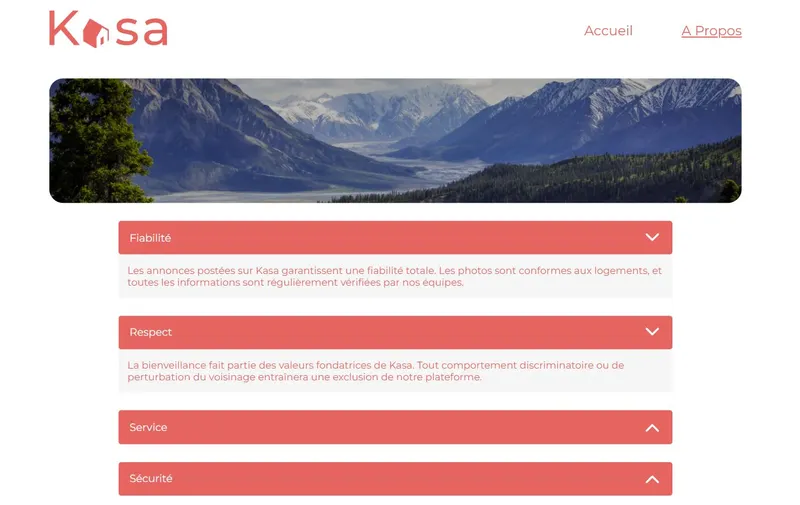 Kasa
Accueil
A Propos
Fiabilité
Les annonces postées sur Kasa garantissent une fiabilité totale. Les photos sont conformes aux logements, et
toutes les informations sont régulièrement vérifiées par nos équipes.
Respect
La bienveillance fait partie des valeurs fondatrices de Kasa. Tout comportement discriminatoire ou de
perturbation du voisinage entraînera une exclusion de notre plateforme.
Service
Sécurité